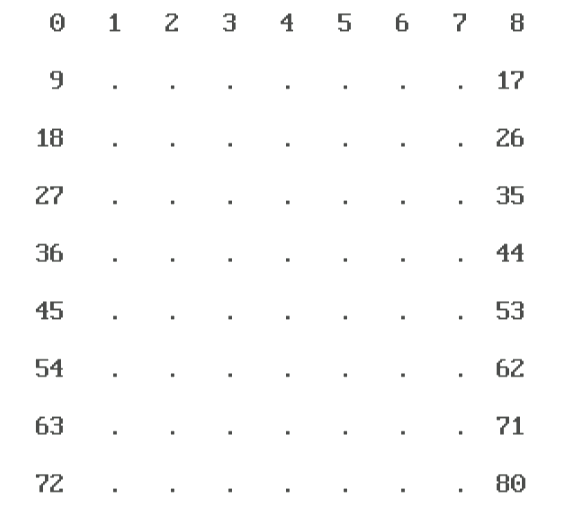 0 1 2 3 4 5 6 7 8
9 . . . . . . . 17
18 . . . . . . . 26
27 . . . . . . . 35
36 . . . . . . . 44
45 . . . . . . . 53
54 . . . . . . . 62
63 . . . . . . . 71
72 . . . . . . . 80